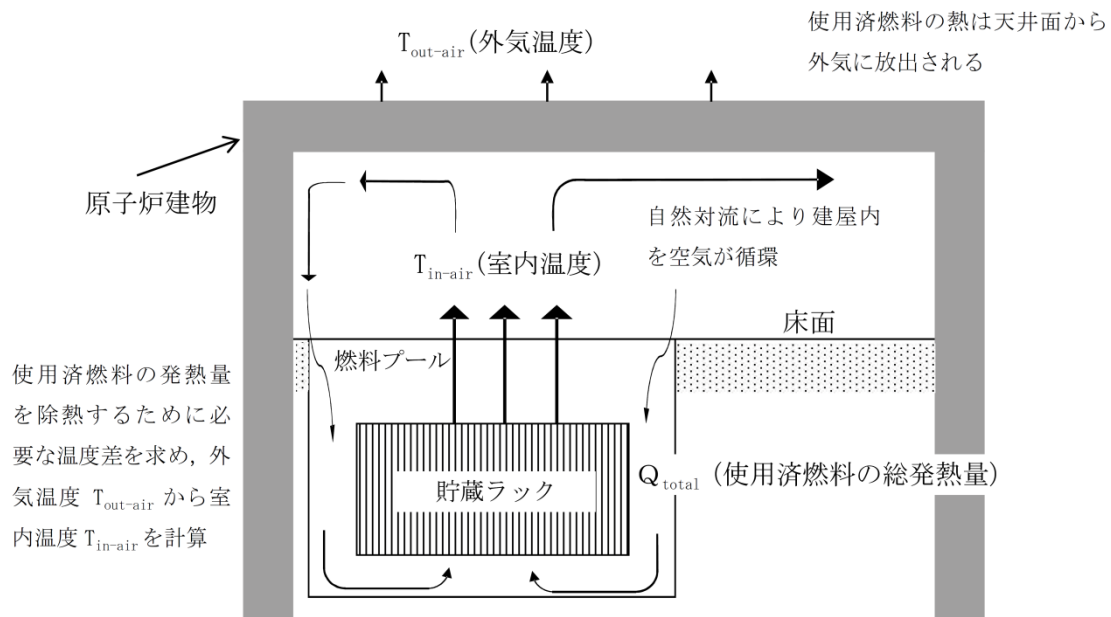 T_out-air(外気温度)
使用済燃料の熱は天井面から
外気に放出される
原子炉建物
自然対流により建屋内
を空気が循環
T_in-air(室内温度)
床面
燃料プール
使用済燃料の発熱量
を除熱するために必
要な温度差を求め，外
気温度 T_out-air から室
内温度 T_in-air を計算
貯蔵ラック
Q_total (使用済燃料の総発熱量)